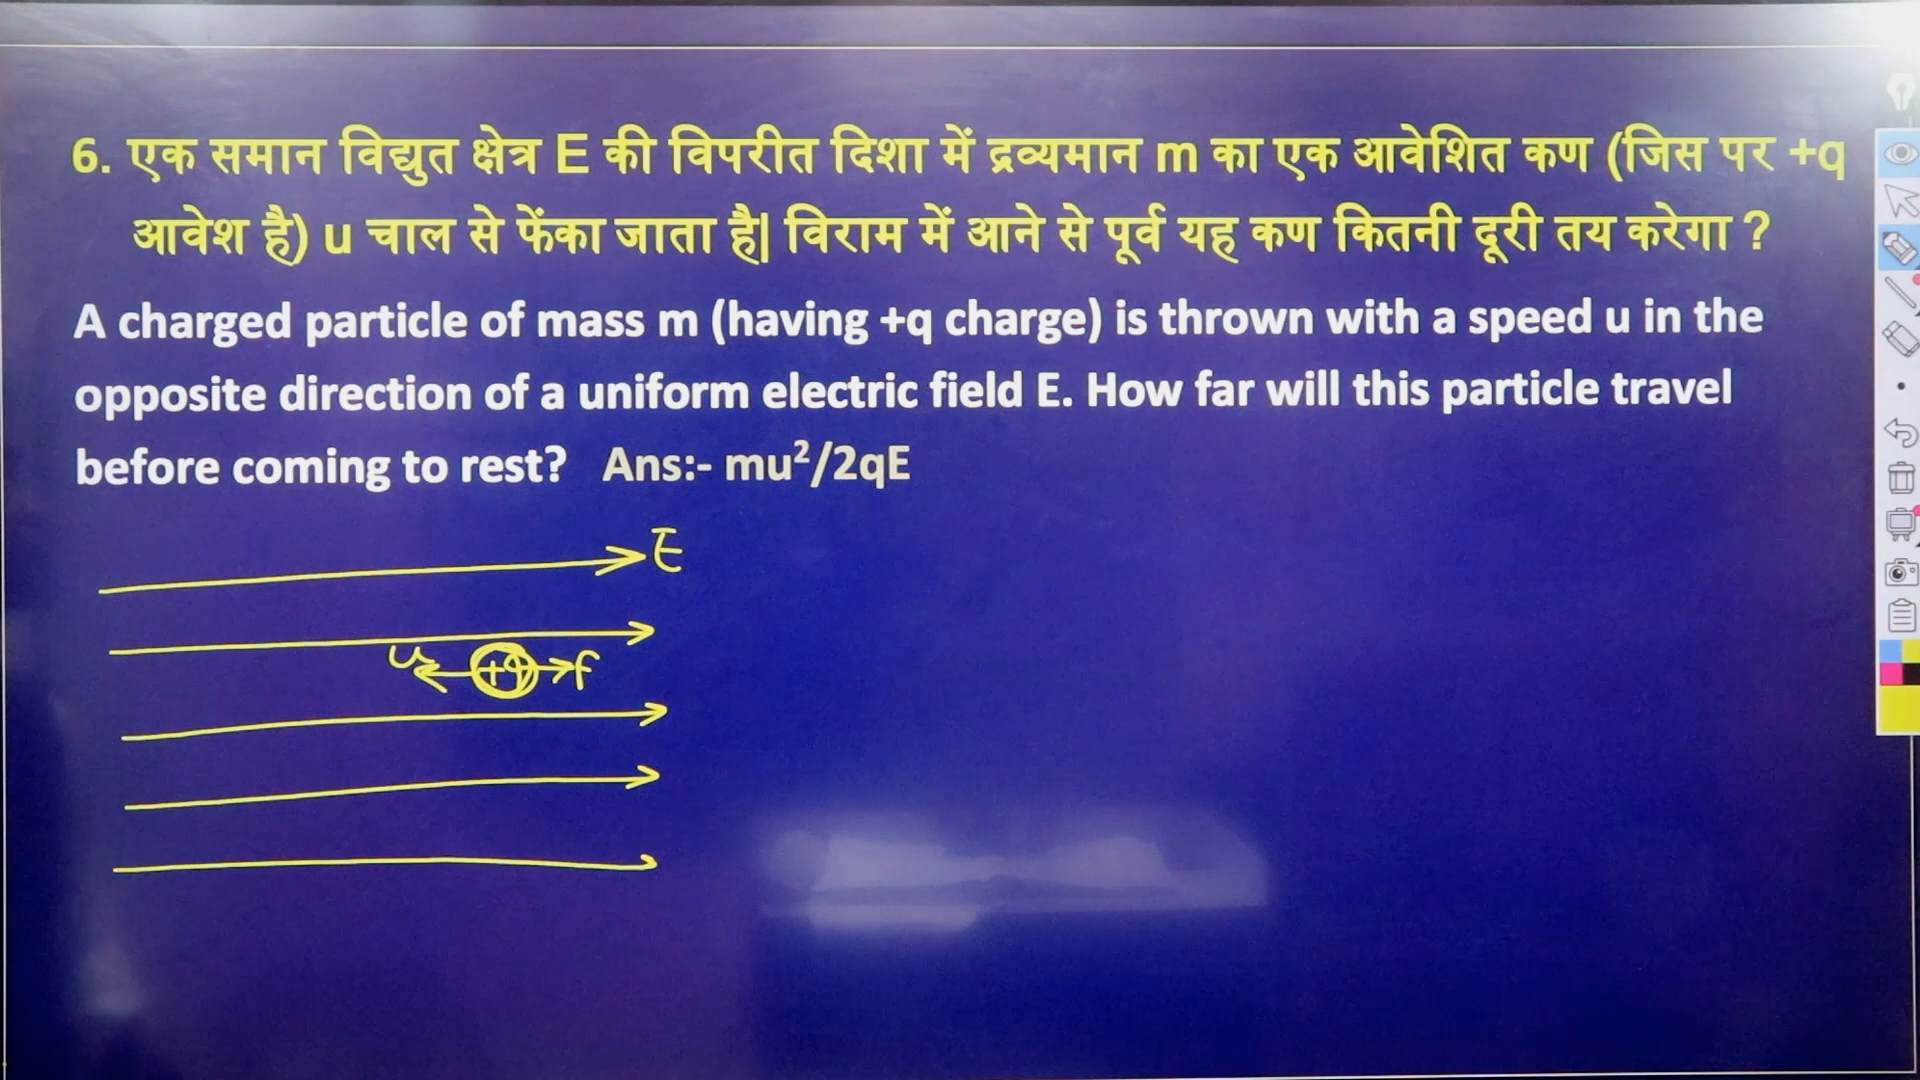 6. एक समान विद्युत क्षेत्र E की विपरीत दिशा में द्रव्यमान m का एक आवेशित कण (जिस पर +q
आवेश है) u चाल से फेंका जाता है| विराम में आने से पूर्व यह कण कितनी दूरी तय करेगा ?
A charged particle of mass m (having +q charge) is thrown with a speed u in the
opposite direction of a uniform electric field E. How far will this particle travel
before coming to rest? Ans:- mu²/2qE
E
u +q f